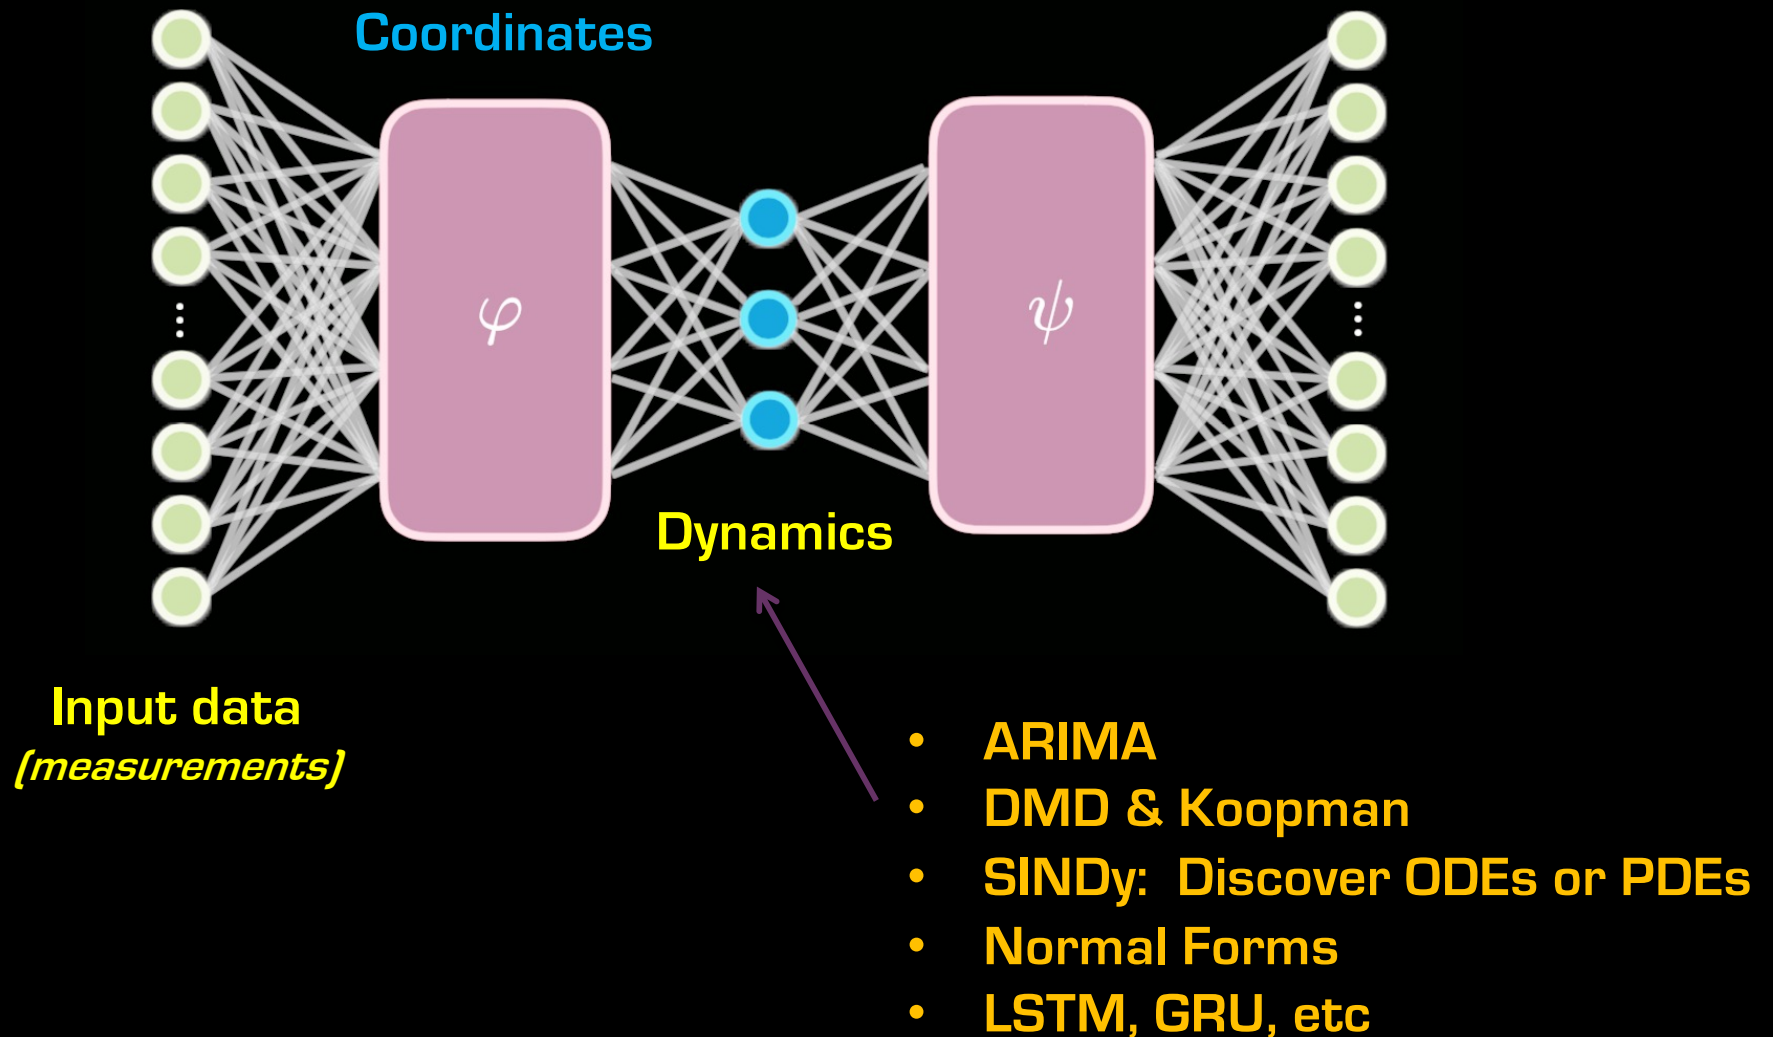 Coordinates
φ
ψ
Dynamics
Input data
(measurements)
• ARIMA
• DMD & Koopman
• SINDy: Discover ODEs or PDEs
• Normal Forms
• LSTM, GRU, etc